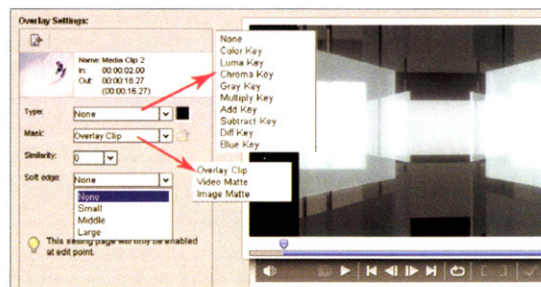 Overlay Settings:
Name: Media Clip 2
In: 00:00:02.00
Out: 00:00:18.27
(00:00:16.27)
Type:
None
Mask:
Overlay Clip
Similarity:
0
Soft edge:
None
None
Small
Middle
Large
This setting page will only be enabled
at edit point.
None
Color Key
Luma Key
Chroma Key
Gray Key
Multiply Key
Add Key
Subtract Key
Diff Key
Blue Key
Overlay Clip
Video Matte
Image Matte